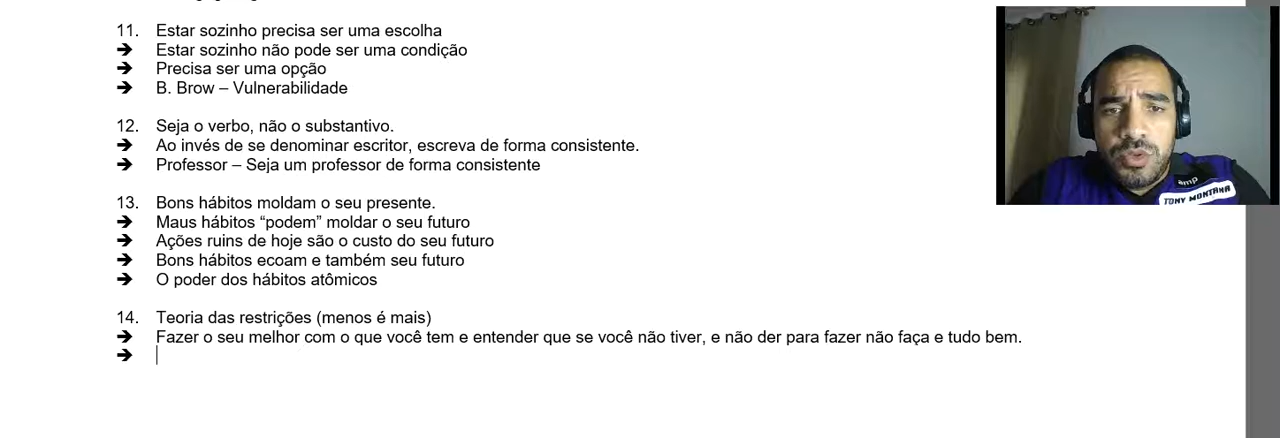 11. Estar sozinho precisa ser uma escolha
➔ Estar sozinho não pode ser uma condição
➔ Precisa ser uma opção
➔ B. Brow – Vulnerabilidade
12. Seja o verbo, não o substantivo.
➔ Ao invés de se denominar escritor, escreva de forma consistente.
➔ Professor – Seja um professor de forma consistente
13. Bons hábitos moldam o seu presente.
➔ Maus hábitos “podem” moldar o seu futuro
➔ Ações ruins de hoje são o custo do seu futuro
➔ Bons hábitos ecoam e também seu futuro
➔ O poder dos hábitos atômicos
14. Teoria das restrições (menos é mais)
➔ Fazer o seu melhor com o que você tem e entender que se você não tiver, e não der para fazer não faça e tudo bem.
➔
amp
TONY MONTANA